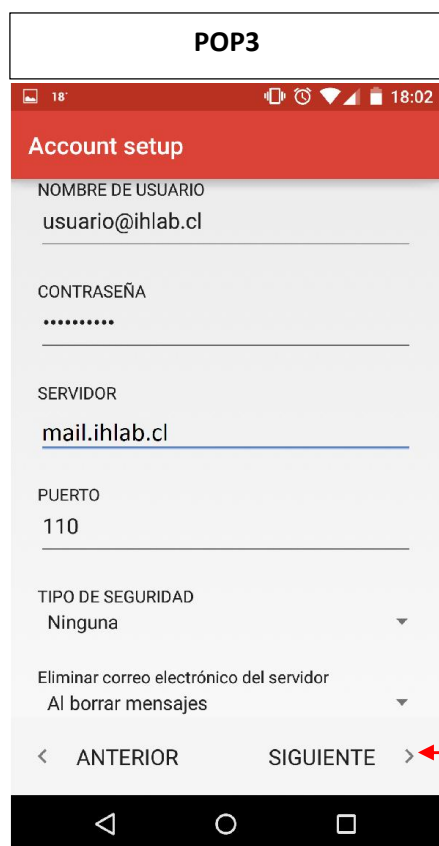 POP3
18° 18:02
Account setup
NOMBRE DE USUARIO
usuario@ihlab.cl
CONTRASEÑA
••••••••••
SERVIDOR
mail.ihlab.cl
PUERTO
110
TIPO DE SEGURIDAD
Ninguna
Eliminar correo electrónico del servidor
Al borrar mensajes
ANTERIOR SIGUIENTE